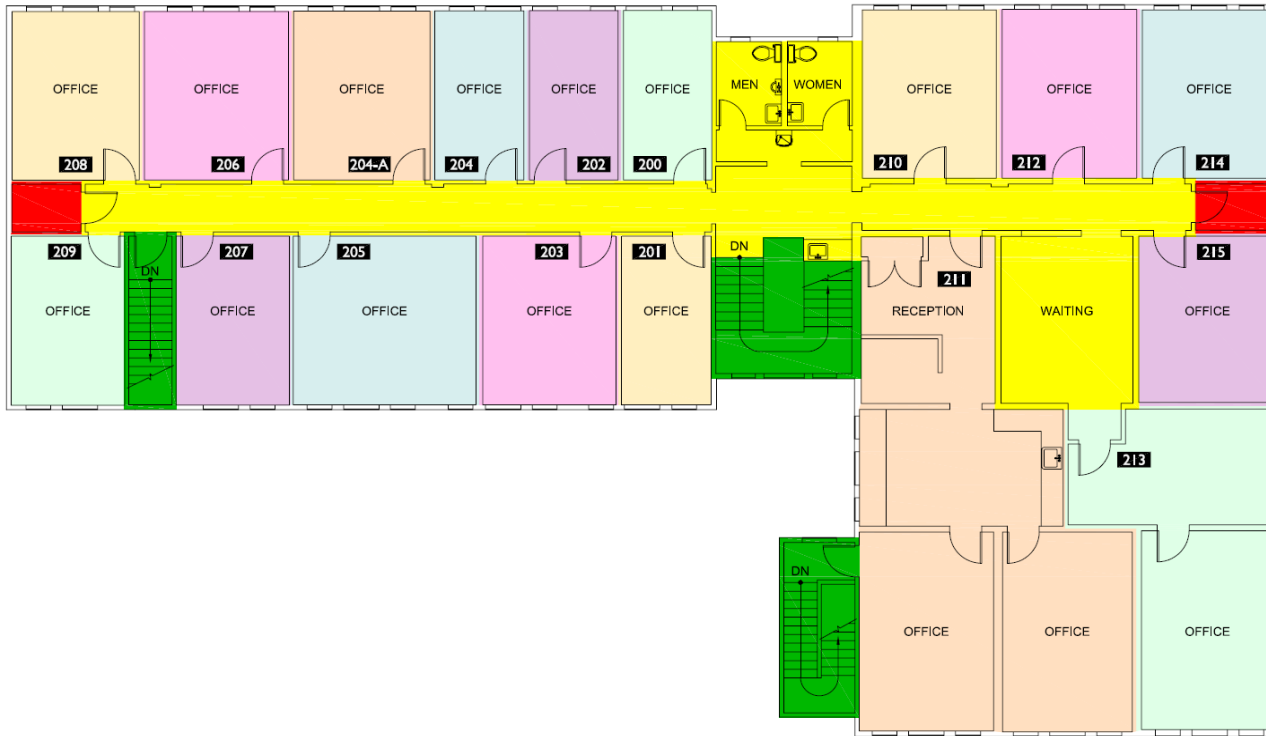 OFFICE
OFFICE
OFFICE
OFFICE
OFFICE
OFFICE
MEN
WOMEN
OFFICE
OFFICE
OFFICE
208
206
204-A
204
202
200
210
212
214
209
207
205
203
201
DN
DN
211
215
OFFICE
OFFICE
OFFICE
OFFICE
OFFICE
RECEPTION
WAITING
OFFICE
213
DN
OFFICE
OFFICE
OFFICE